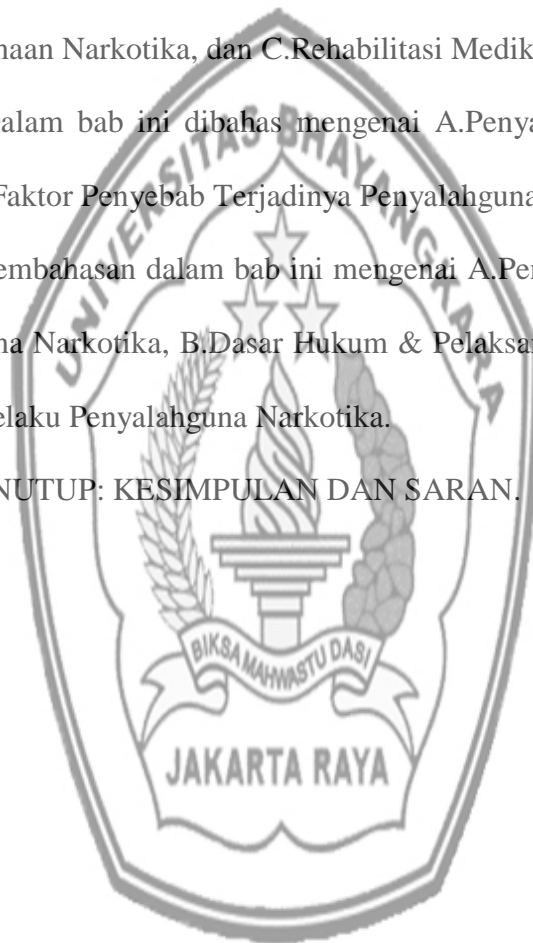 naan Narkotika, dan C.Rehabilitasi Medik
alam bab ini dibahas mengenai A.Penya
Faktor Penyebab Terjadinya Penyalahguna
embahasan dalam bab ini mengenai A.Per
na Narkotika, B.Dasar Hukum & Pelaksa
elaku Penyalahguna Narkotika.
NUTUP: KESIMPULAN DAN SARAN.
UNIVERSITAS BHAYANGKARA
BIKSA MAHWASTU DASI
JAKARTA RAYA